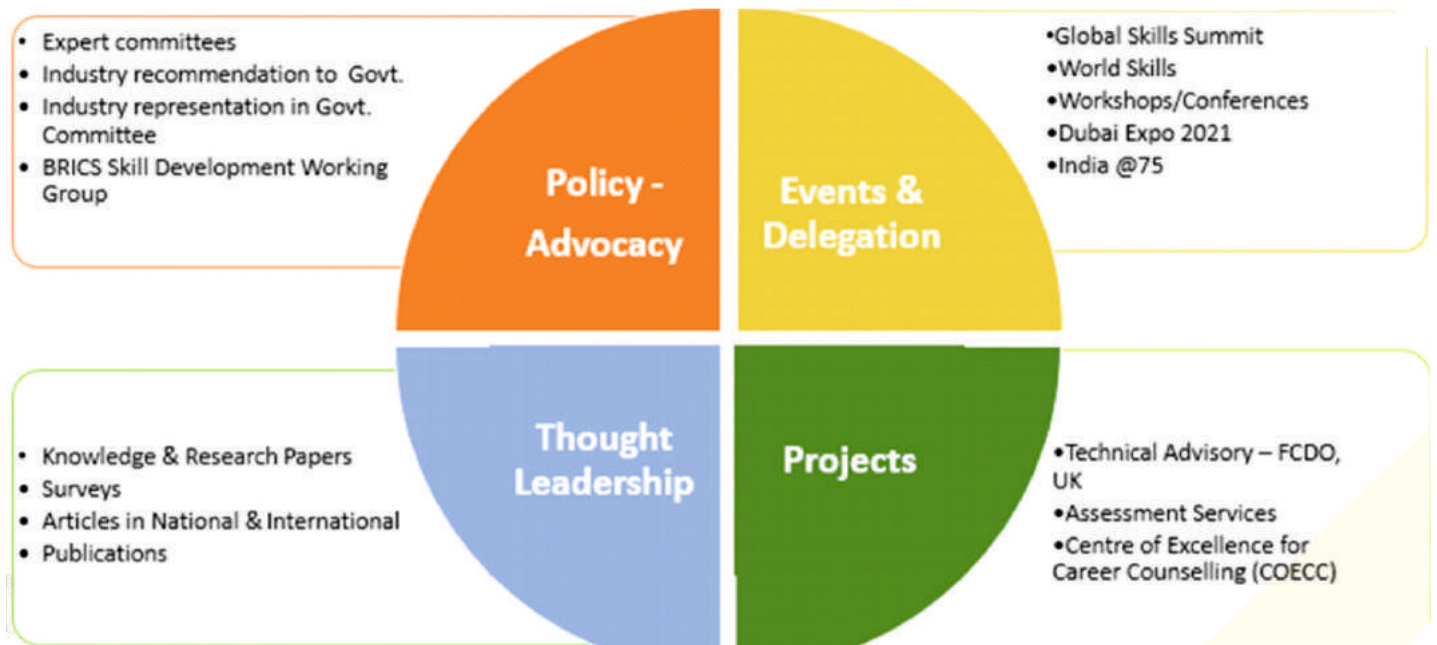 • Expert committees
• Industry recommendation to Govt.
• Industry representation in Govt.
Committee
• BRICS Skill Development Working
Group
Policy -
Advocacy
•Global Skills Summit
•World Skills
•Workshops/Conferences
•Dubai Expo 2021
•India @75
Events &
Delegation
• Knowledge & Research Papers
• Surveys
• Articles in National & International
• Publications
Thought
Leadership
Projects
•Technical Advisory – FCDO,
UK
•Assessment Services
•Centre of Excellence for
Career Counselling (COECC)